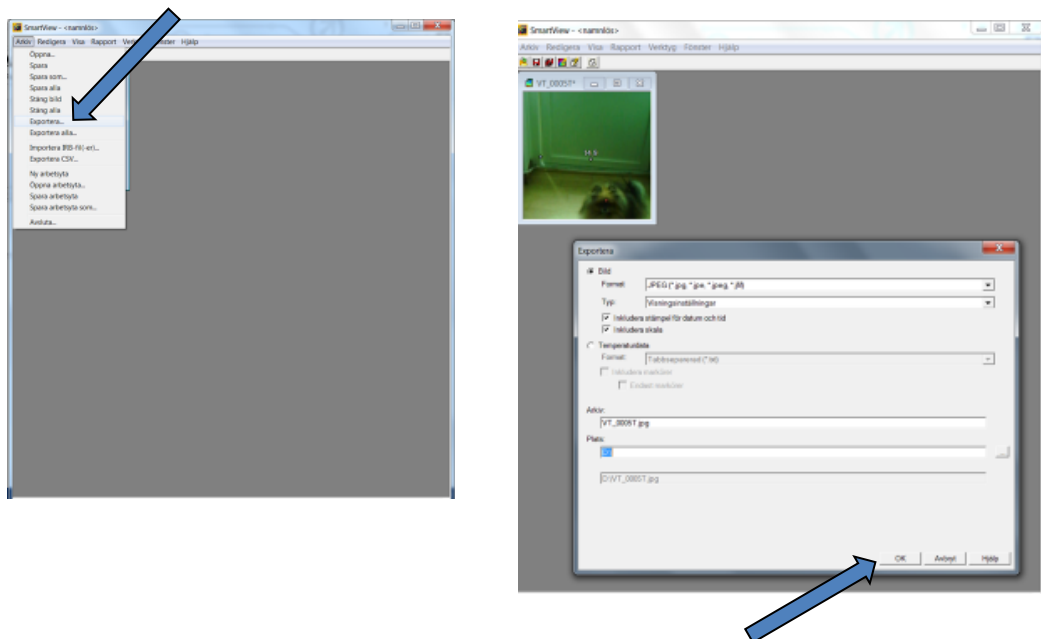 SmartView - <namnlös>
Arkiv Redigera Visa Rapport Fönster Hjälp
Öppna...
Spara
Spara som...
Spara alla
Stäng bild
Stäng alla
Exportera...
Exportera alla...
Importera IRB-fil(-er)...
Exportera CSV...
Ny arbetsyta
Öppna arbetsyta...
Spara arbetsyta
Spara arbetsyta som...
Avsluta...
SmartView - <namnlös>
Arkiv Redigera Visa Rapport Verktyg Fönster Hjälp
VT_0005T*
Exportera
Bild
Format: JPEG (*.jpg, *.jpe, *.jpeg, *.jfif)
Typ: Visningsinställningar
Inkludera stämpel för datum och tid
Inkludera skala
Temperaturdata
Format: Tabbseparerad (*.txt)
Inkludera markörer
Endast markörer
Arkiv:
VT_0005T.jpg
Plats:
D:\
D:\VT_0005T.jpg
OK Avbryt Hjälp